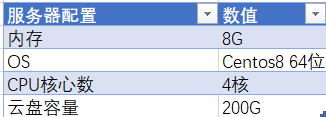 服务器配置 数值
内存 8G
OS Centos8 64位
CPU核心数 4核
云盘容量 200G